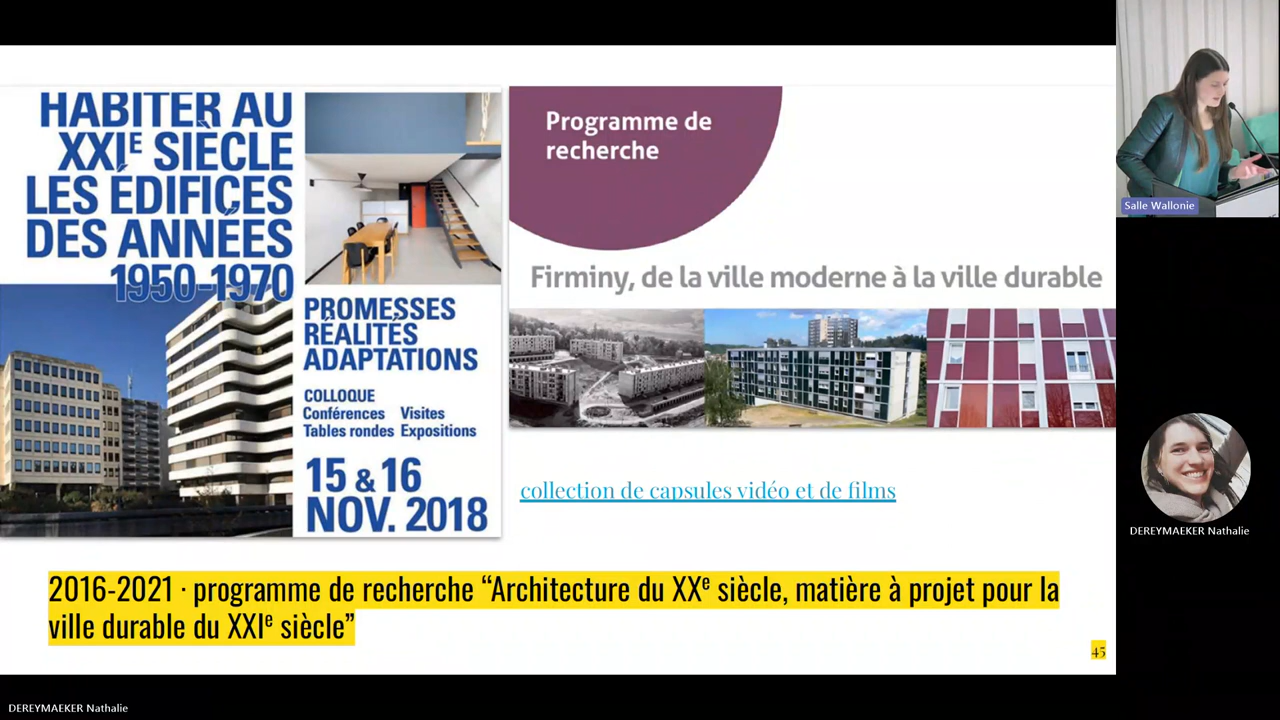 HABITER AU
XXIE SIÈCLE
LES ÉDIFICES
DES ANNÉES
1950-1970
PROMESSES
RÉALITÉS
ADAPTATIONS
COLLOQUE
Conférences Visites
Tables rondes Expositions
15 & 16
NOV. 2018
Programme de
recherche
Firminy, de la ville moderne à la ville durable
collection de capsules vidéo et de films
2016-2021 · programme de recherche “Architecture du XXe siècle, matière à projet pour la
ville durable du XXIe siècle”
45
Salle Wallonie
DEREYMAEKER Nathalie
DEREYMAEKER Nathalie